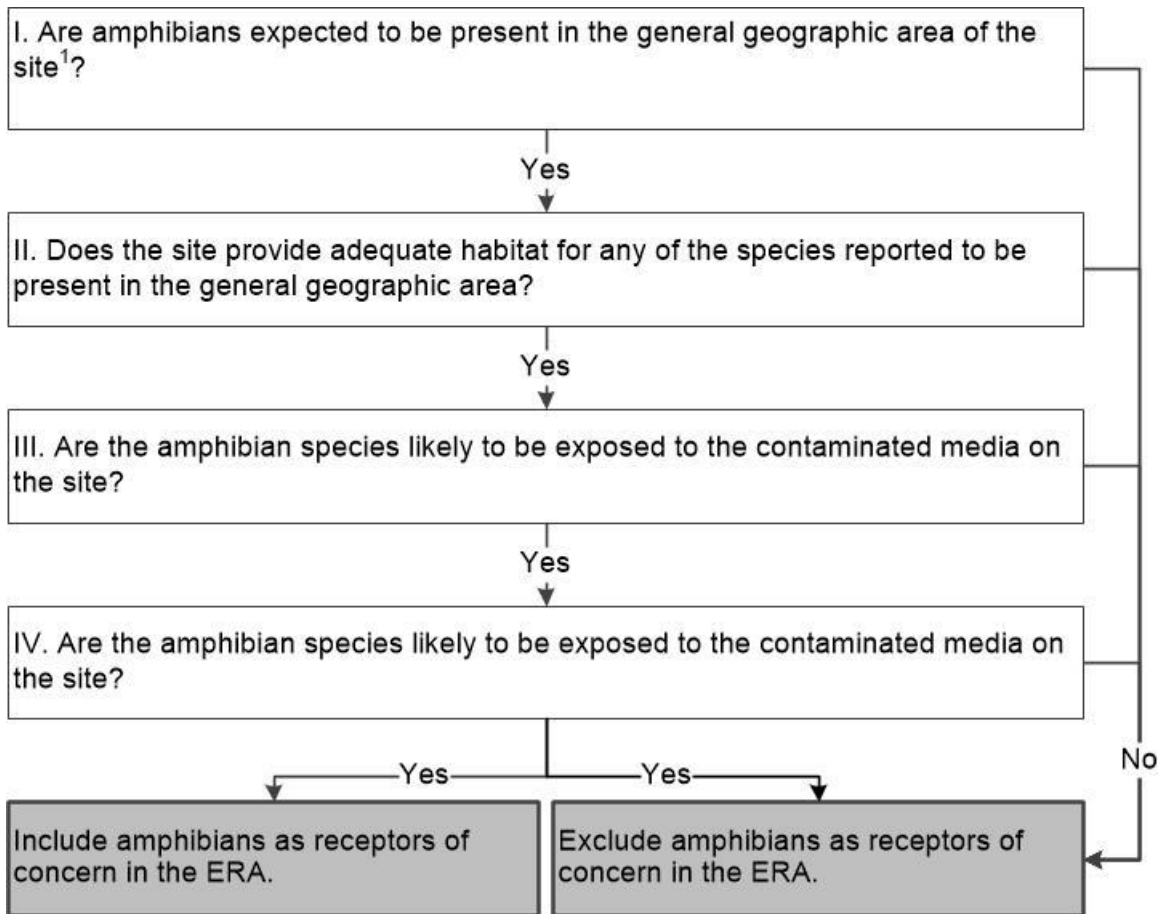 I. Are amphibians expected to be present in the general geographic area of the
site¹?
Yes
II. Does the site provide adequate habitat for any of the species reported to be
present in the general geographic area?
Yes
III. Are the amphibian species likely to be exposed to the contaminated media on
the site?
Yes
IV. Are the amphibian species likely to be exposed to the contaminated media on
the site?
No
Yes
Yes
Include amphibians as receptors of
concern in the ERA.
Exclude amphibians as receptors of
concern in the ERA.